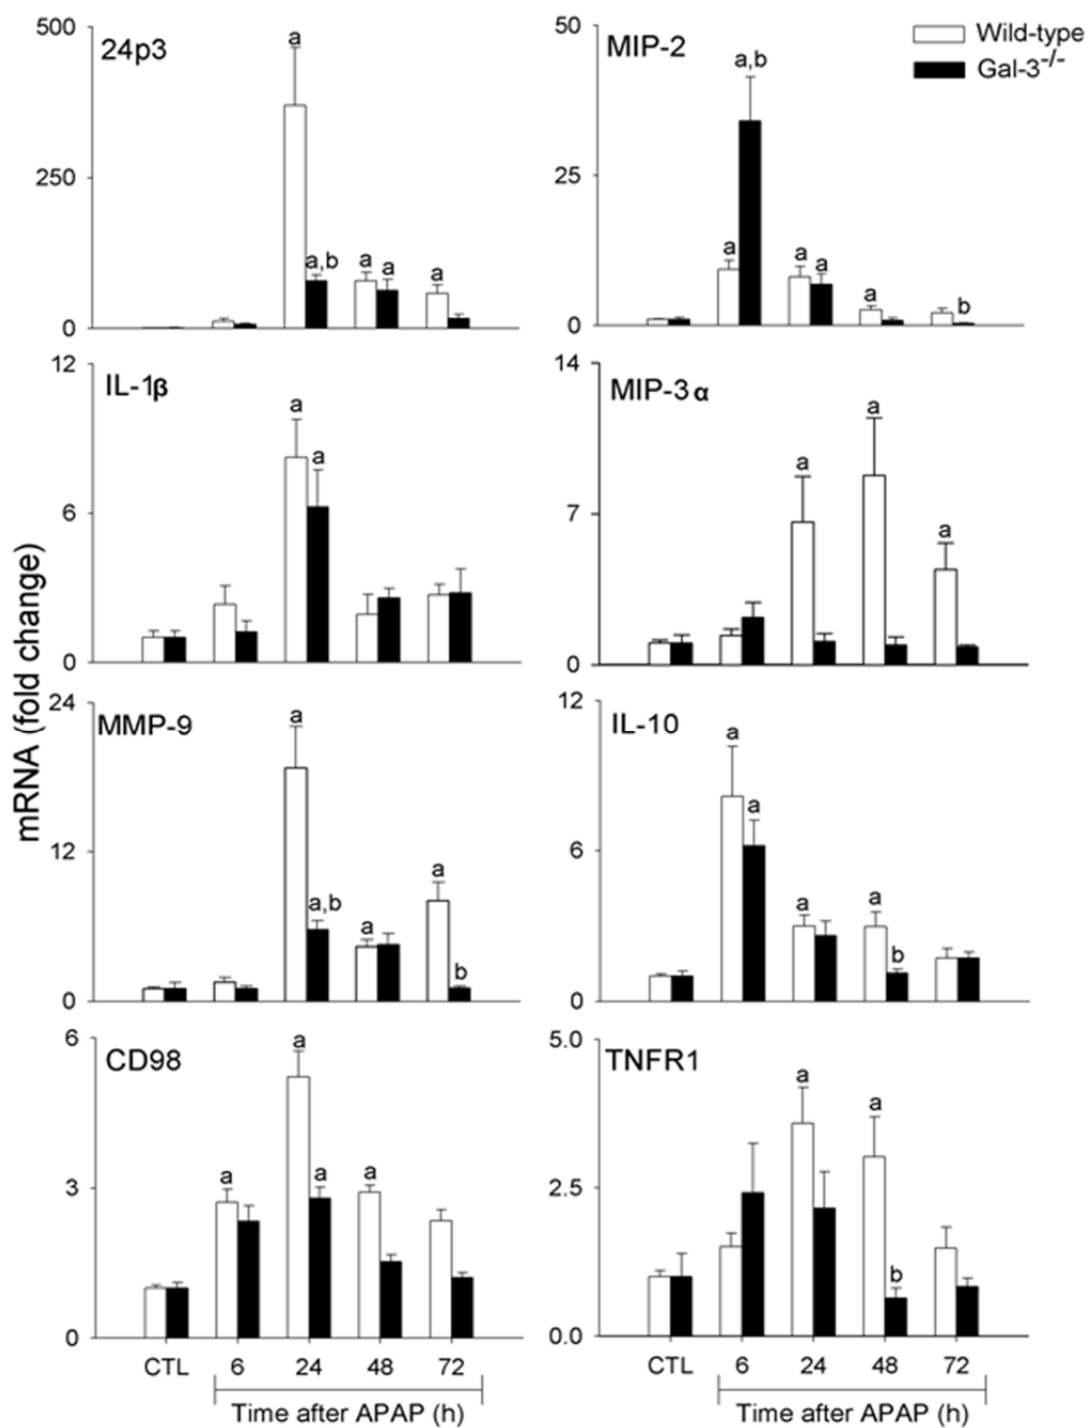 Wild-type
Gal-3-/-
mRNA (fold change)
24p3
500
250
0
a
a,b
a
a
a
MIP-2
50
25
0
a
a,b
a
a
a
b
IL-1β
12
6
0
a
a
MIP-3α
14
7
0
a
a
a
MMP-9
24
12
0
a
a,b
a
a
b
IL-10
12
6
0
a
a
a
a
b
CD98
6
3
0
a
a
a
a
CTL 6 24 48 72
Time after APAP (h)
TNFR1
5.0
2.5
0.0
a
a
b
CTL 6 24 48 72
Time after APAP (h)